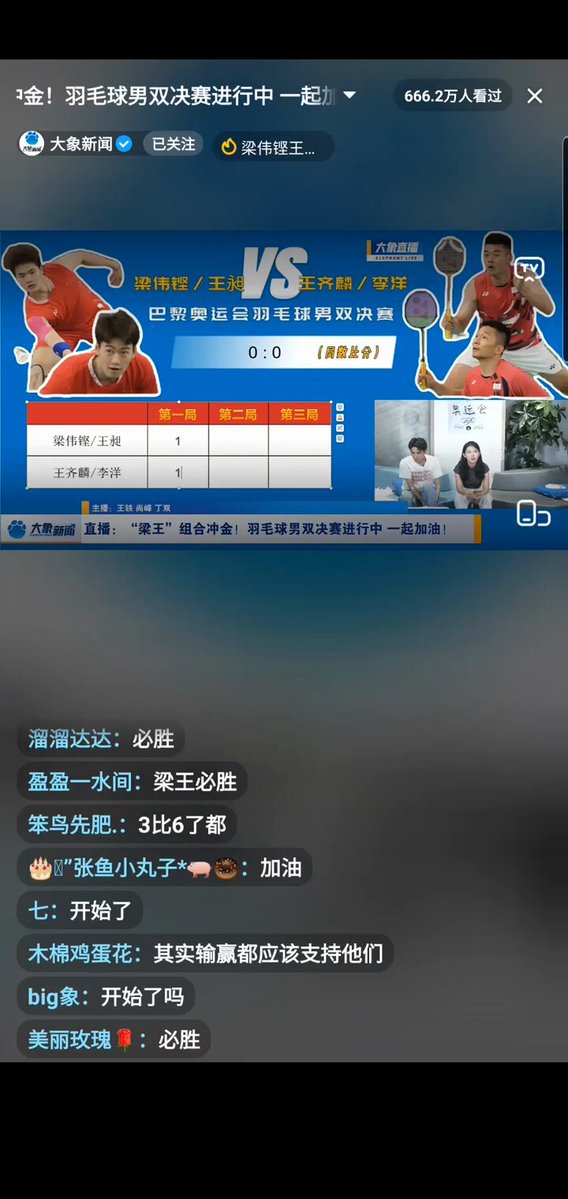 冲金！羽毛球男双决赛进行中 一起加
666.2万人看过
大象新闻
已关注
梁伟铿王...
大象直播
ELEPHANT LIVE
梁伟铿/王昶
VS
王齐麟/李洋
巴黎奥运会羽毛球男双决赛
0:0
(局数比分)
第一局 第二局 第三局
梁伟铿/王昶 1
王齐麟/李洋 1
奥运会
TV
主播：王轶 尚峰 丁双
大象新闻
直播：“梁王”组合冲金！羽毛球男双决赛进行中 一起加油！
溜溜达达：必胜
盈盈一水间：梁王必胜
笨鸟先肥.：3比6了都
🎂”张鱼小丸子*🐖🍩：加油
七：开始了
木棉鸡蛋花：其实输赢都应该支持他们
big象：开始了吗
美丽玫瑰🌹：必胜